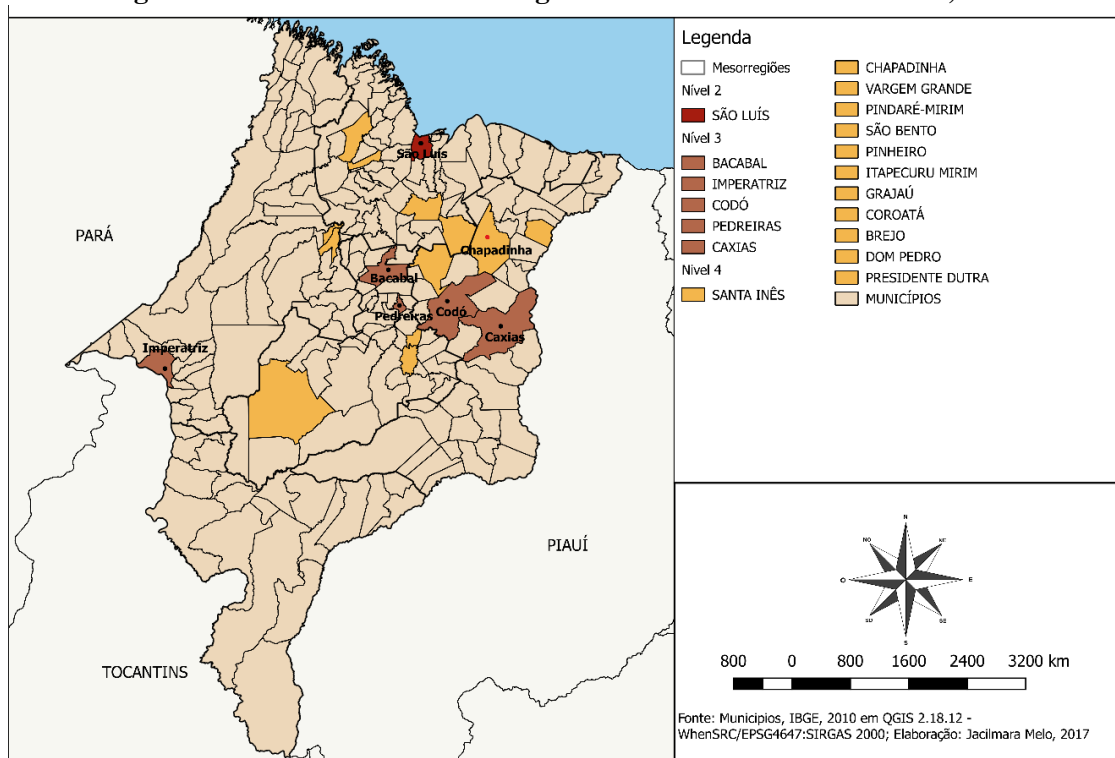 Legenda
Mesorregiões
Nível 2
SÃO LUÍS
Nível 3
BACABAL
IMPERATRIZ
CODÓ
PEDREIRAS
CAXIAS
Nível 4
SANTA INÊS
CHAPADINHA
VARGEM GRANDE
PINDARÉ-MIRIM
SÃO BENTO
PINHEIRO
ITAPECURU MIRIM
GRAJAÚ
COROATÁ
BREJO
DOM PEDRO
PRESIDENTE DUTRA
MUNICÍPIOS
São Luís
PARÁ
Chapadinha
Bacabal
Pedreiras
Codó
Caxias
Imperatriz
PIAUÍ
TOCANTINS
N
NO
O
E
SE
S
800 0 800 1600 2400 3200 km
Fonte: Municipios, IBGE, 2010 em QGIS 2.18.12 -
WhenSRC/EPSG4647:SIRGAS 2000; Elaboração: Jacilmara Melo, 2017